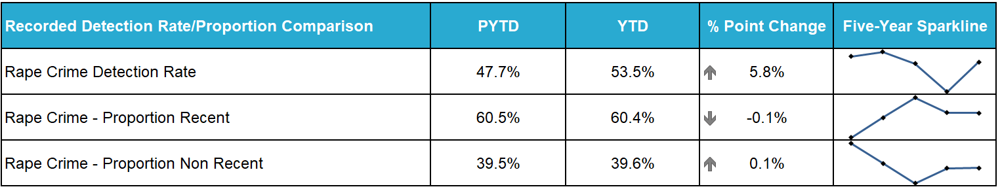 Recorded Detection Rate/Proportion Comparison PYTD YTD % Point Change Five-Year Sparkline
Rape Crime Detection Rate 47.7% 53.5% 5.8%
Rape Crime - Proportion Recent 60.5% 60.4% -0.1%
Rape Crime - Proportion Non Recent 39.5% 39.6% 0.1%